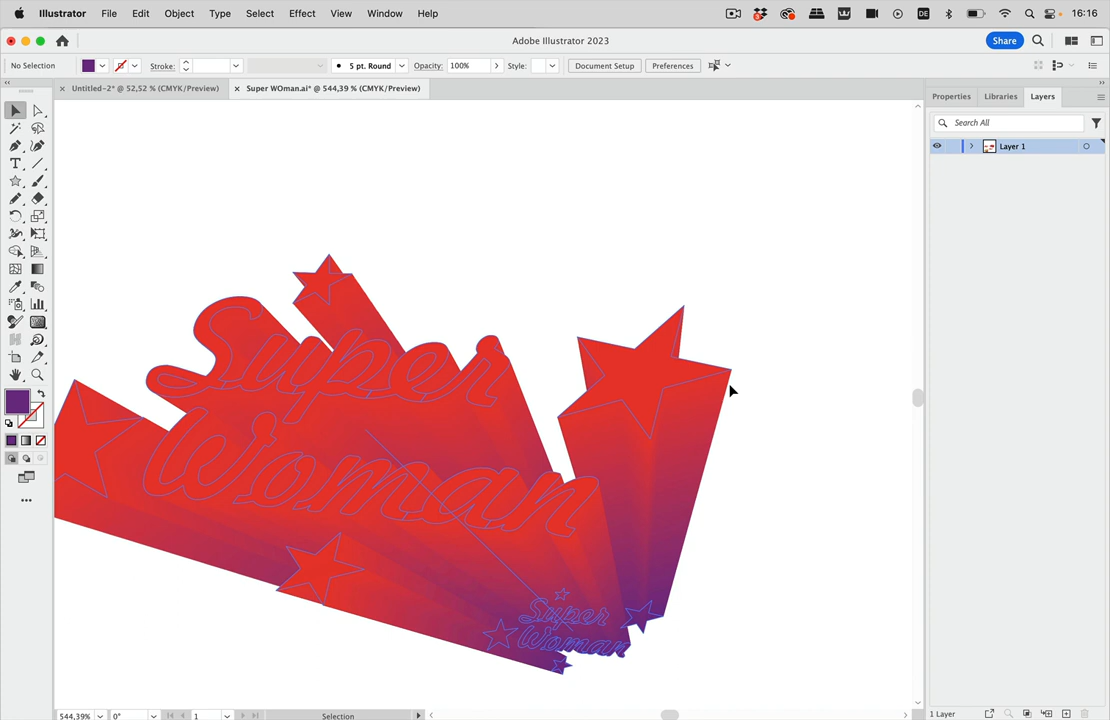 Illustrator File Edit Object Type Select Effect View Window Help DE 16:16
Adobe Illustrator 2023 Share
No Selection Stroke: 5 pt. Round Opacity: 100% Style: Document Setup Preferences
Untitled-2* @ 52,52 % (CMYK/Preview) Super WOman.ai* @ 544,39 % (CMYK/Preview)
Properties Libraries Layers
Search All
Layer 1
Super
Woman
Super
Woman
544,39% 0° 1 Selection
1 Layer